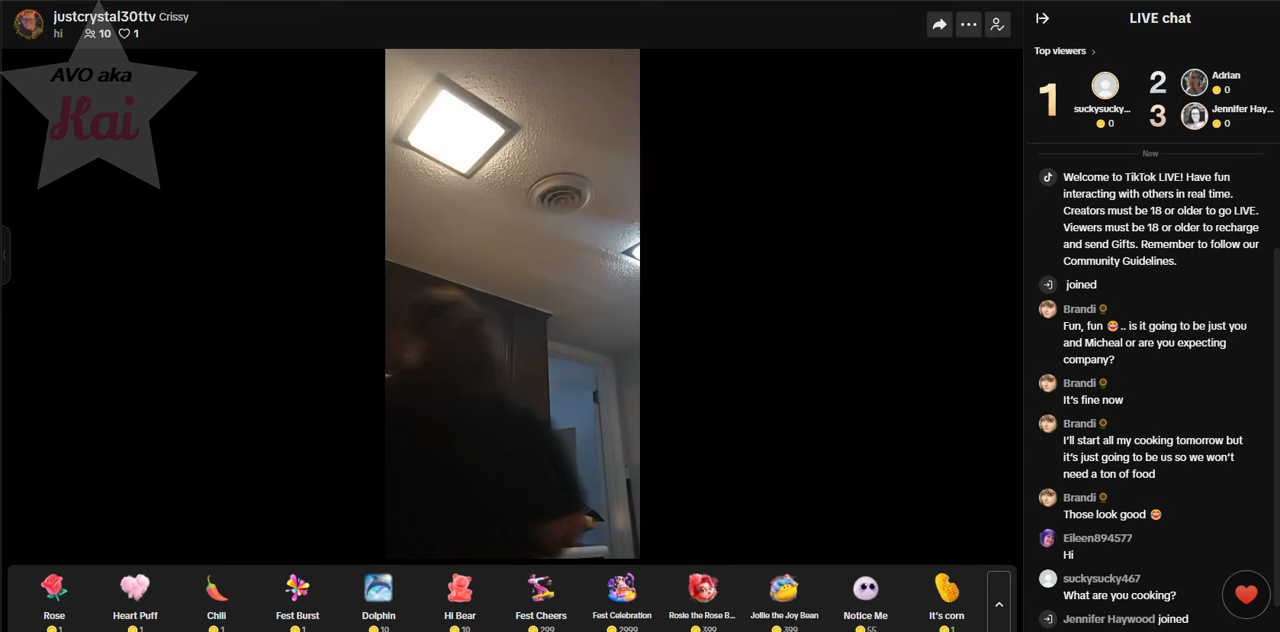 justcrystal30ttv Crissy
hi 10 1
AVO aka
Kai
LIVE chat
Top viewers
1
suckysucky...
0
2
Adrian
0
3
Jennifer Hay...
0
Now
Welcome to TikTok LIVE! Have fun
interacting with others in real time.
Creators must be 18 or older to go LIVE.
Viewers must be 18 or older to recharge
and send Gifts. Remember to follow our
Community Guidelines.
joined
Brandi
Fun, fun 😂 .. is it going to be just you
and Micheal or are you expecting
company?
Brandi
It's fine now
Brandi
I'll start all my cooking tomorrow but
it's just going to be us so we won't
need a ton of food
Brandi
Those look good 😂
Eileen894577
Hi
suckysucky467
What are you cooking?
Jennifer Haywood joined
Rose
1
Heart Puff
1
Chili
1
Fest Burst
1
Dolphin
10
Hi Bear
10
Fest Cheers
299
Fest Celebration
2999
Rosie the Rose B...
399
Jollie the Joy Bean
399
Notice Me
55
It's corn
1